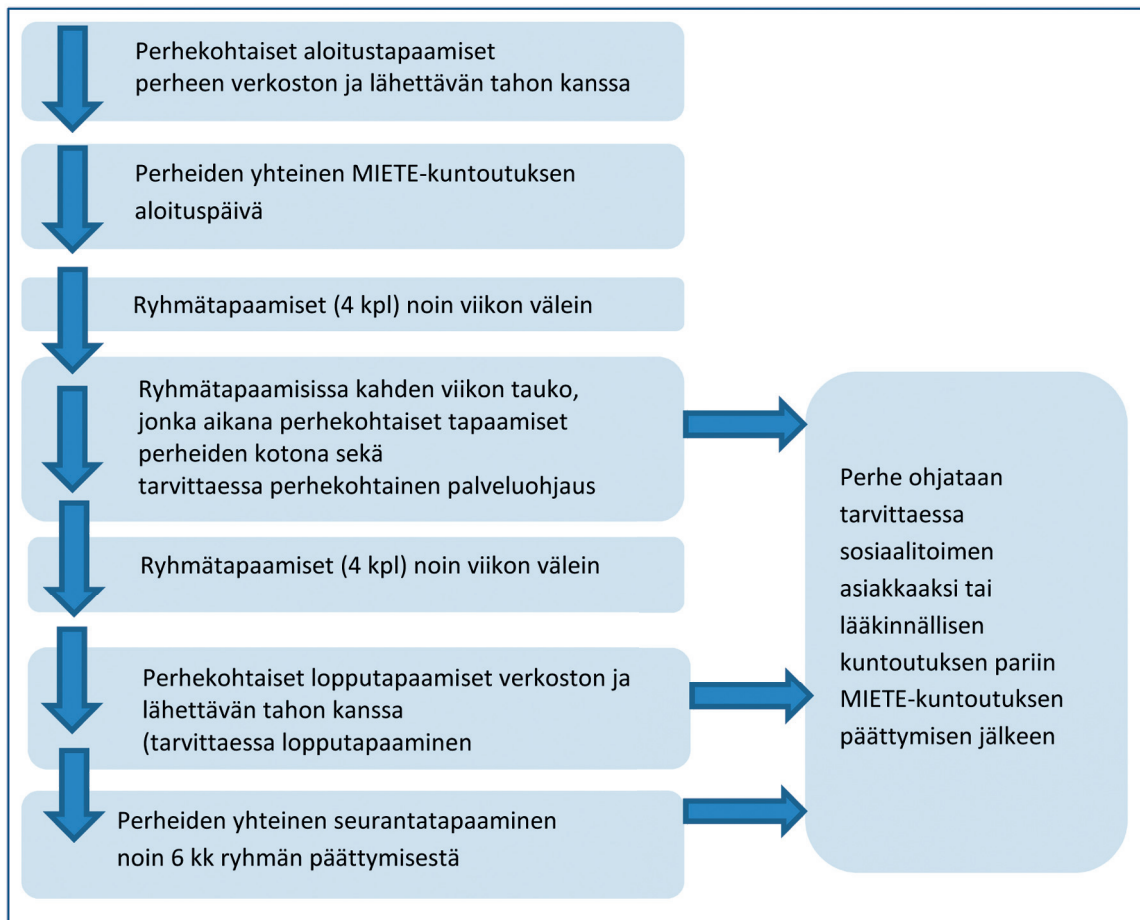 Perhekohtaiset aloitustapaamiset
perheen verkoston ja lähettävän tahon kanssa
Perheiden yhteinen MIETE-kuntoutuksen
aloituspäivä
Ryhmätapaamiset (4 kpl) noin viikon välein
Ryhmätapaamisissa kahden viikon tauko,
jonka aikana perhekohtaiset tapaamiset
perheiden kotona sekä
tarvittaessa perhekohtainen palveluohjaus
Ryhmätapaamiset (4 kpl) noin viikon välein
Perhekohtaiset lopputapaamiset verkoston ja
lähettävän tahon kanssa
(tarvittaessa lopputapaaminen
Perheiden yhteinen seurantatapaaminen
noin 6 kk ryhmän päättymisestä
Perhe ohjataan
tarvittaessa
sosiaalitoimen
asiakkaaksi tai
lääkinnällisen
kuntoutuksen pariin
MIETE-kuntoutuksen
päättymisen jälkeen